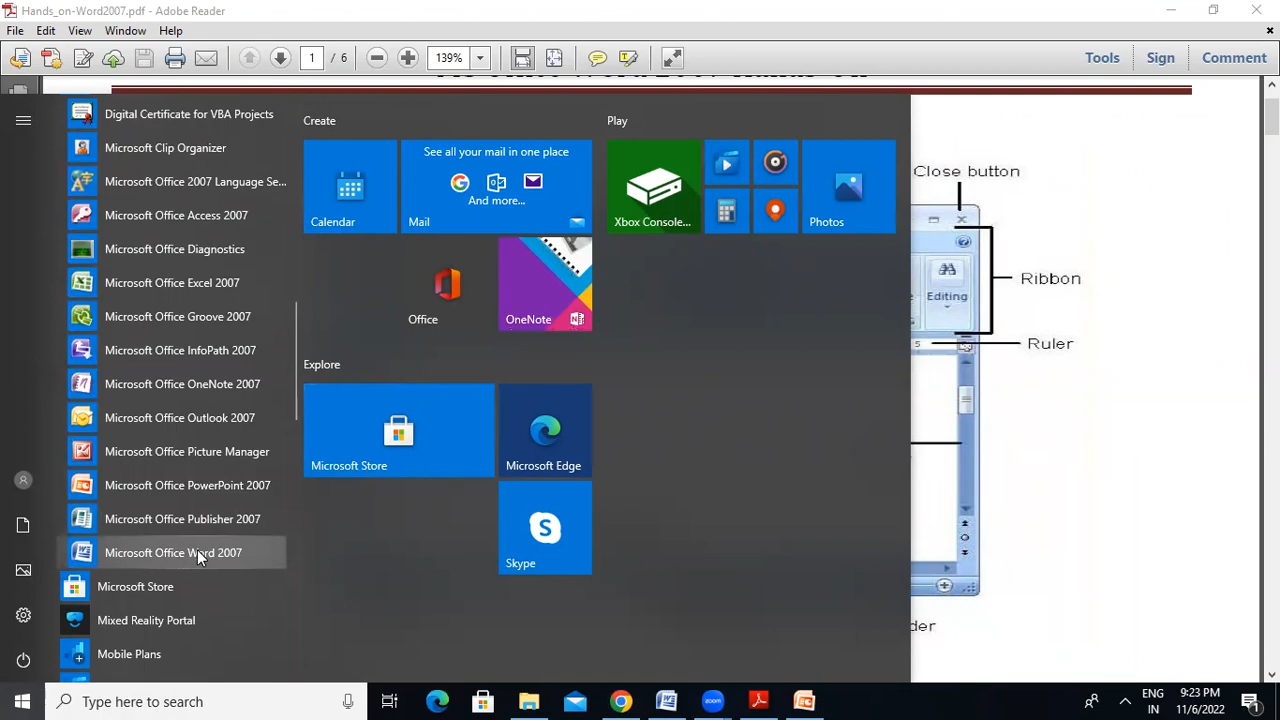 Hands_on-Word2007.pdf - Adobe Reader
File Edit View Window Help
1 / 6 139% Tools Sign Comment
Digital Certificate for VBA Projects
Microsoft Clip Organizer
Microsoft Office 2007 Language Se...
Microsoft Office Access 2007
Microsoft Office Diagnostics
Microsoft Office Excel 2007
Microsoft Office Groove 2007
Microsoft Office InfoPath 2007
Microsoft Office OneNote 2007
Microsoft Office Outlook 2007
Microsoft Office Picture Manager
Microsoft Office PowerPoint 2007
Microsoft Office Publisher 2007
Microsoft Office Word 2007
Microsoft Store
Mixed Reality Portal
Mobile Plans
Create
Calendar
See all your mail in one place
And more...
Mail
Office
OneNote
Explore
Microsoft Store
Microsoft Edge
Skype
Play
Xbox Console...
Photos
Close button
Editing
Ribbon
5
Ruler
der
Type here to search
zoom
ENG
IN
9:23 PM
11/6/2022
1